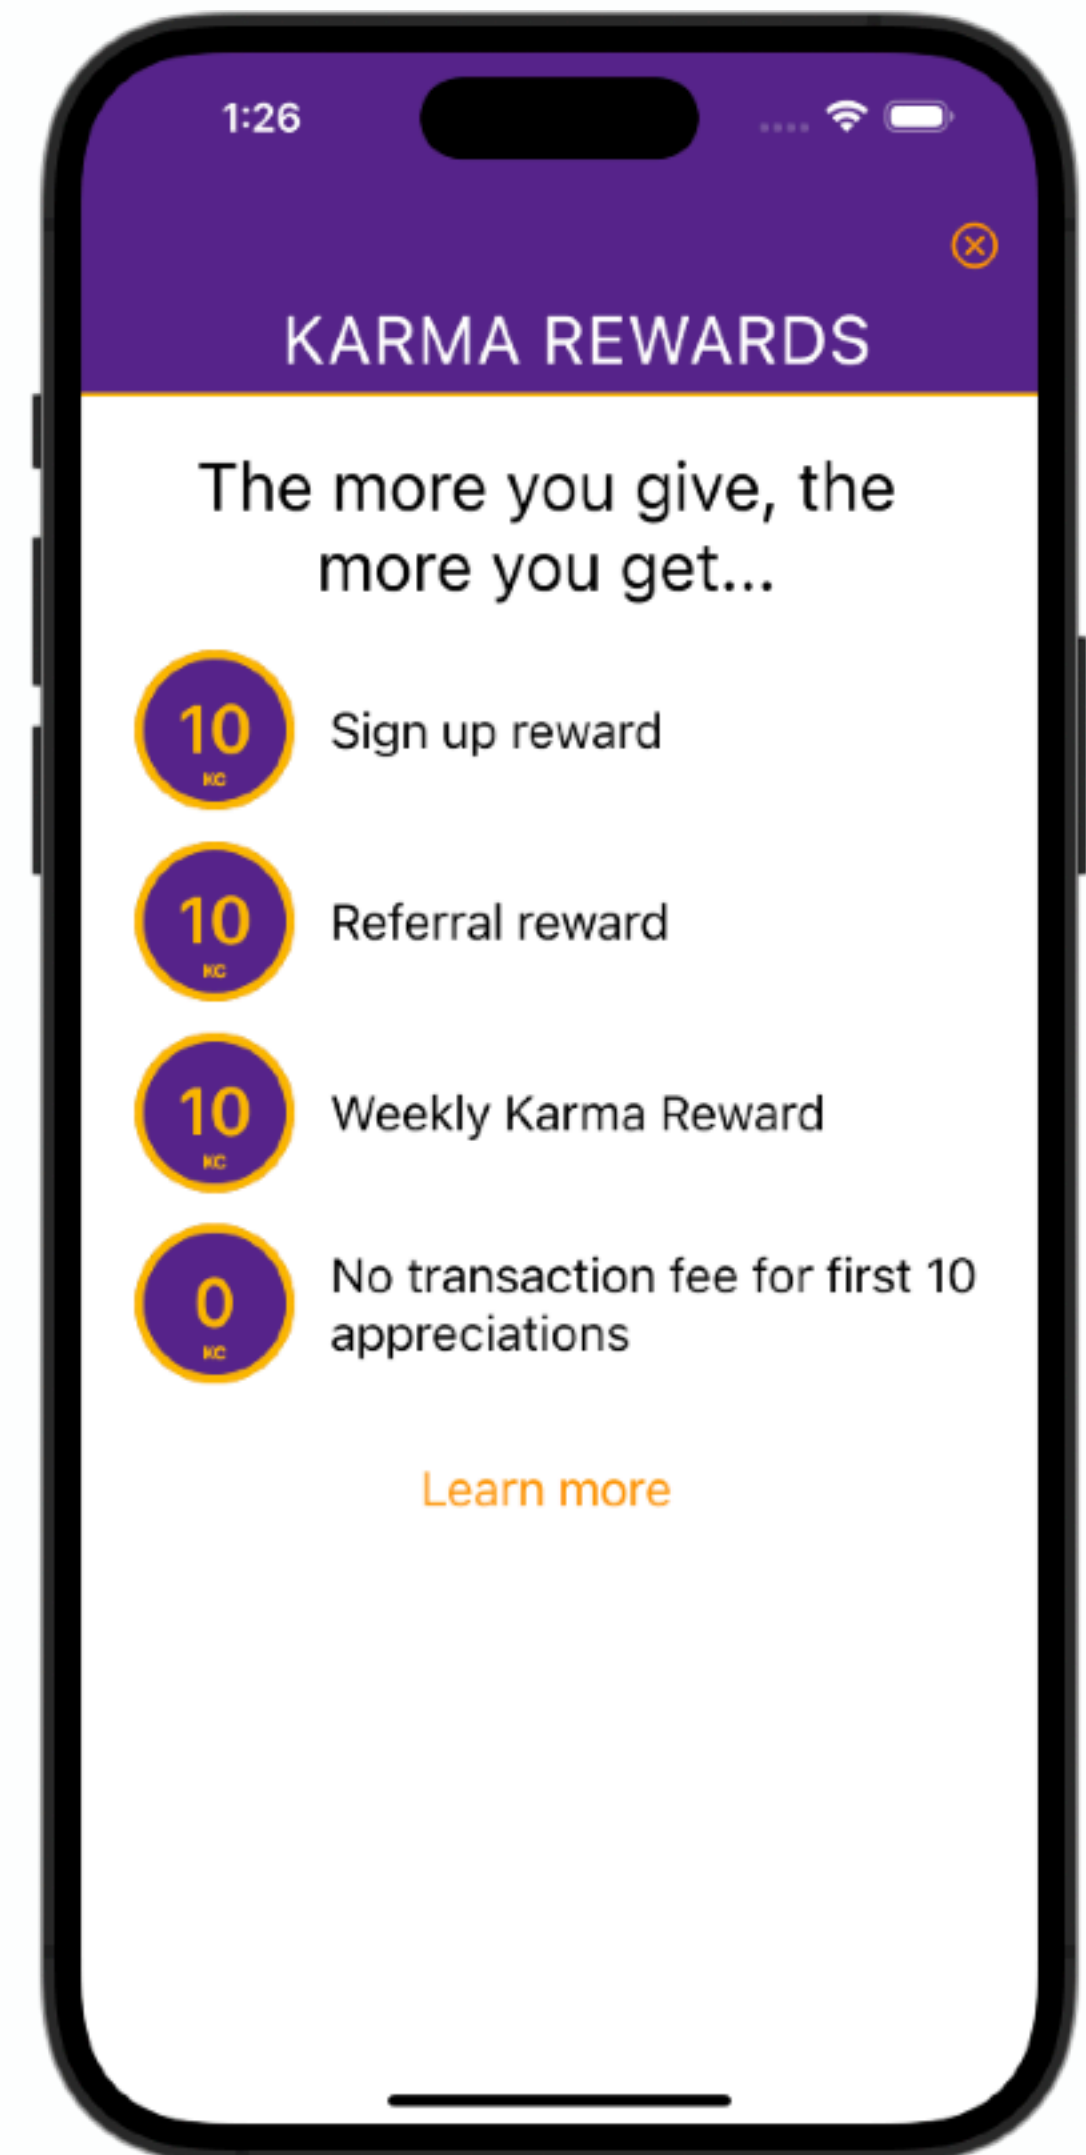 1:26
KARMA REWARDS
The more you give, the
more you get...
10
KC
Sign up reward
10
KC
Referral reward
10
KC
Weekly Karma Reward
0
KC
No transaction fee for first 10
appreciations
Learn more